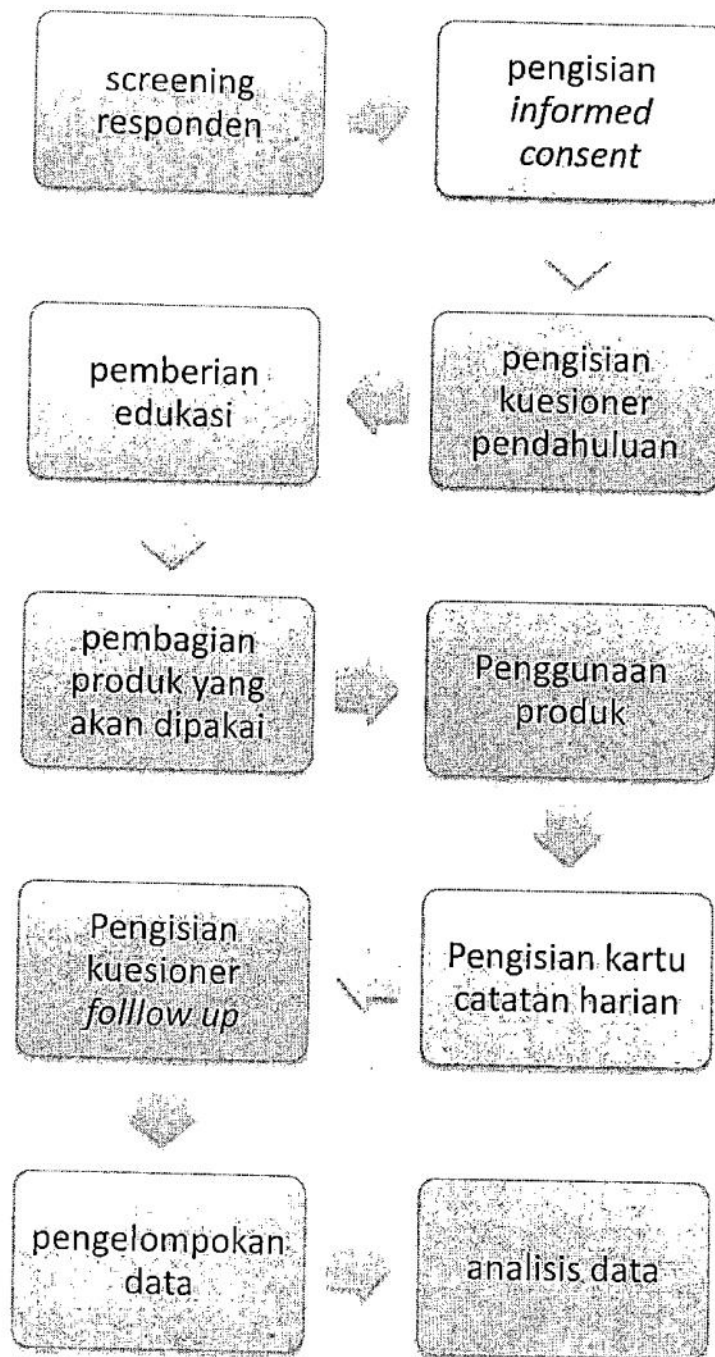 screening
responden
pengisian
informed
consent
pengisian
kuesioner
pendahuluan
pemberian
edukasi
pembagian
produk yang
akan dipakai
Penggunaan
produk
Pengisian kartu
catatan harian
Pengisian
kuesioner
folllow up
pengelompokan
data
analisis data